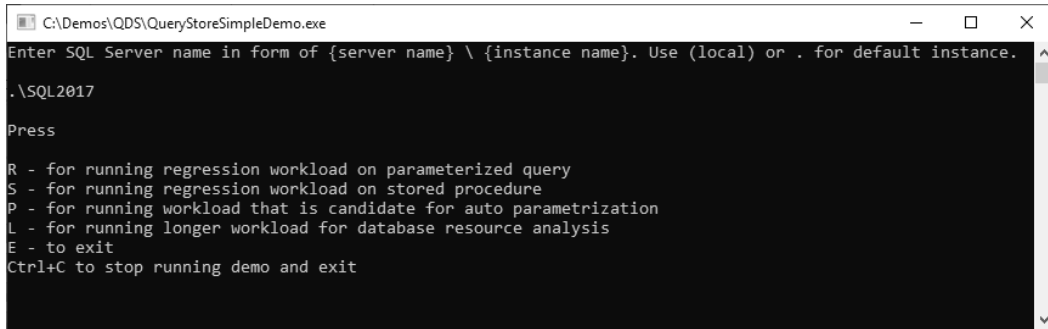 C:\Demos\QDS\QueryStoreSimpleDemo.exe
Enter SQL Server name in form of {server name} \ {instance name}. Use (local) or . for default instance.
.\SQL2017
Press
R - for running regression workload on parameterized query
S - for running regression workload on stored procedure
P - for running workload that is candidate for auto parametrization
L - for running longer workload for database resource analysis
E - to exit
Ctrl+C to stop running demo and exit